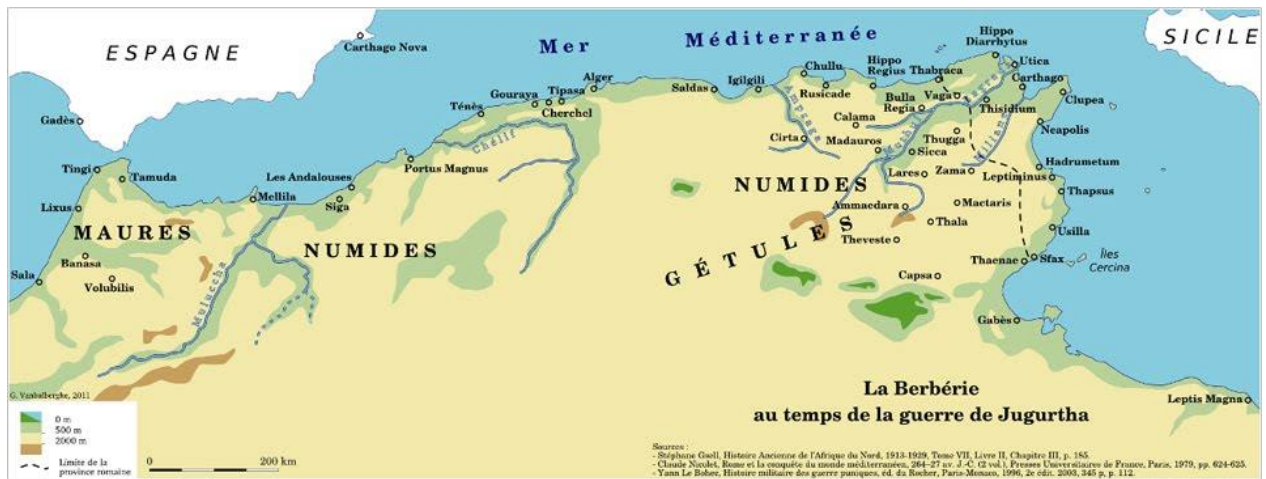 ESPAGNE
Carthago Nova
Mer Méditerranée
SICILE
Hippo
Diarrhytus
Utica
Carthago
Clupea
Neapolis
Hadrumetum
Leptiminus
Thapsus
Usilla
Sfax
Thaenae
Îles
Cercina
Gabès
Leptis Magna
Chullu
Rusicade
Hippo
Regius
Thabraca
Vaga
Bulla
Regia
Thisidium
Igilgili
Saldas
Ampsaga
Cirta
Calama
Madauros
Muthul
Thugga
Sicca
Miliana
Lares
Zama
Ammaedara
Mactaris
Thala
Theveste
Capsa
Alger
Tipasa
Cherchel
Gouraya
Ténès
Chélif
Portus Magnus
Les Andalouses
Siga
Mellila
Gadès
Tingi
Tamuda
Lixus
MAURES
Banasa
Volubilis
Sala
Muluccha
NUMIDES
NUMIDES
GÉTULES
La Berbérie
au temps de la guerre de Jugurtha
G. Vanhulberghe, 2011
0 m
500 m
2000 m
Limite de la
province romaine
0 200 km
Sources :
- Stéphane Gsell, Histoire Ancienne de l'Afrique du Nord, 1913-1929, Tome VII, Livre II, Chapitre III, p. 185.
- Claude Nicolet, Rome et la conquête du monde méditerranéen, 264-27 av. J.-C. (2 vol.), Presses Universitaires de France, Paris, 1979, pp. 624-625.
- Yann Le Bohec, Histoire militaire des guerre puniques, éd. du Rocher, Paris-Monaco, 1996, 2e édit. 2003, 345 p, p. 112.